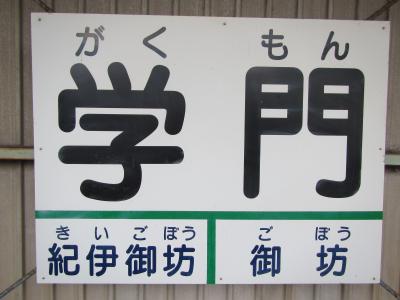 がくもん
学門
きいごぼう ごぼう
紀伊御坊 御坊